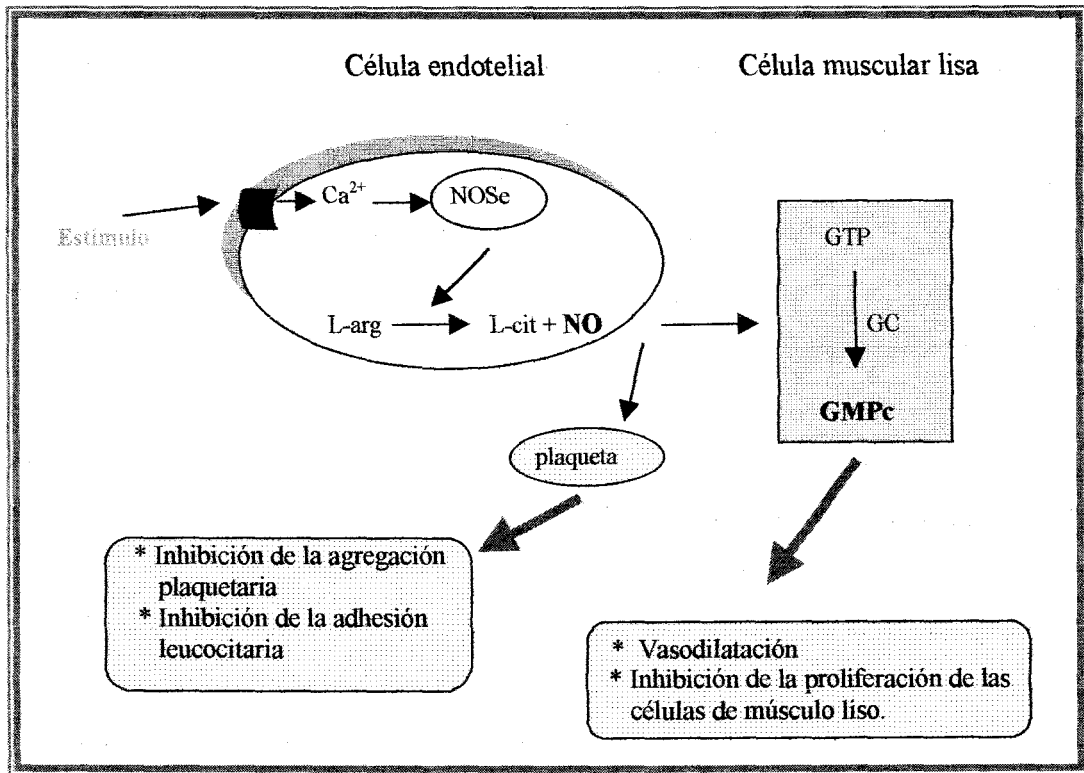 Célula endotelial
Célula muscular lisa
Estímulo
Ca²⁺
NOSe
L-arg
L-cit + NO
GTP
GC
GMPc
plaqueta
* Inhibición de la agregación
plaquetaria
* Inhibición de la adhesión
leucocitaria
* Vasodilatación
* Inhibición de la proliferación de las
células de músculo liso.